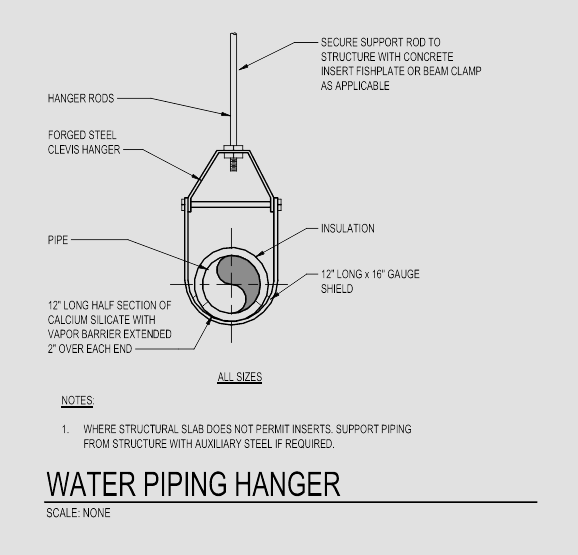 SECURE SUPPORT ROD TO
STRUCTURE WITH CONCRETE
INSERT FISHPLATE OR BEAM CLAMP
AS APPLICABLE
HANGER RODS
FORGED STEEL
CLEVIS HANGER
INSULATION
PIPE
12" LONG x 16" GAUGE
SHIELD
12" LONG HALF SECTION OF
CALCIUM SILICATE WITH
VAPOR BARRIER EXTENDED
2" OVER EACH END
ALL SIZES
NOTES:
1. WHERE STRUCTURAL SLAB DOES NOT PERMIT INSERTS. SUPPORT PIPING
FROM STRUCTURE WITH AUXILIARY STEEL IF REQUIRED.
WATER PIPING HANGER
SCALE: NONE